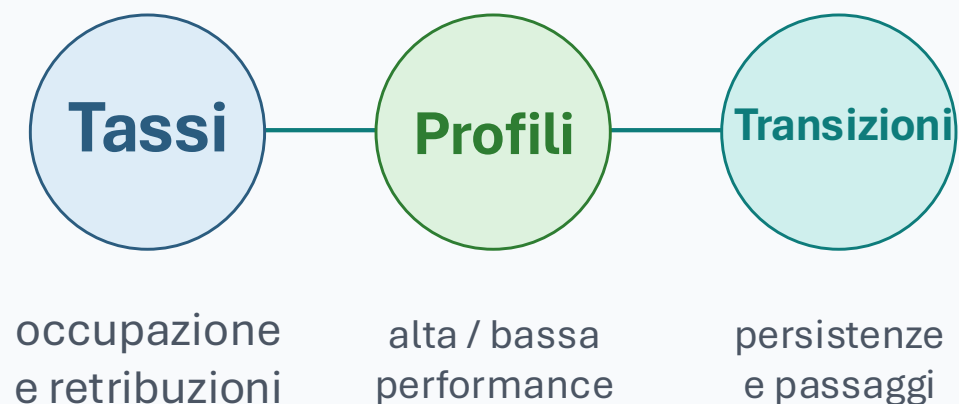 Tassi
Profili
Transizioni
occupazione
e retribuzioni
alta / bassa
performance
persistenze
e passaggi